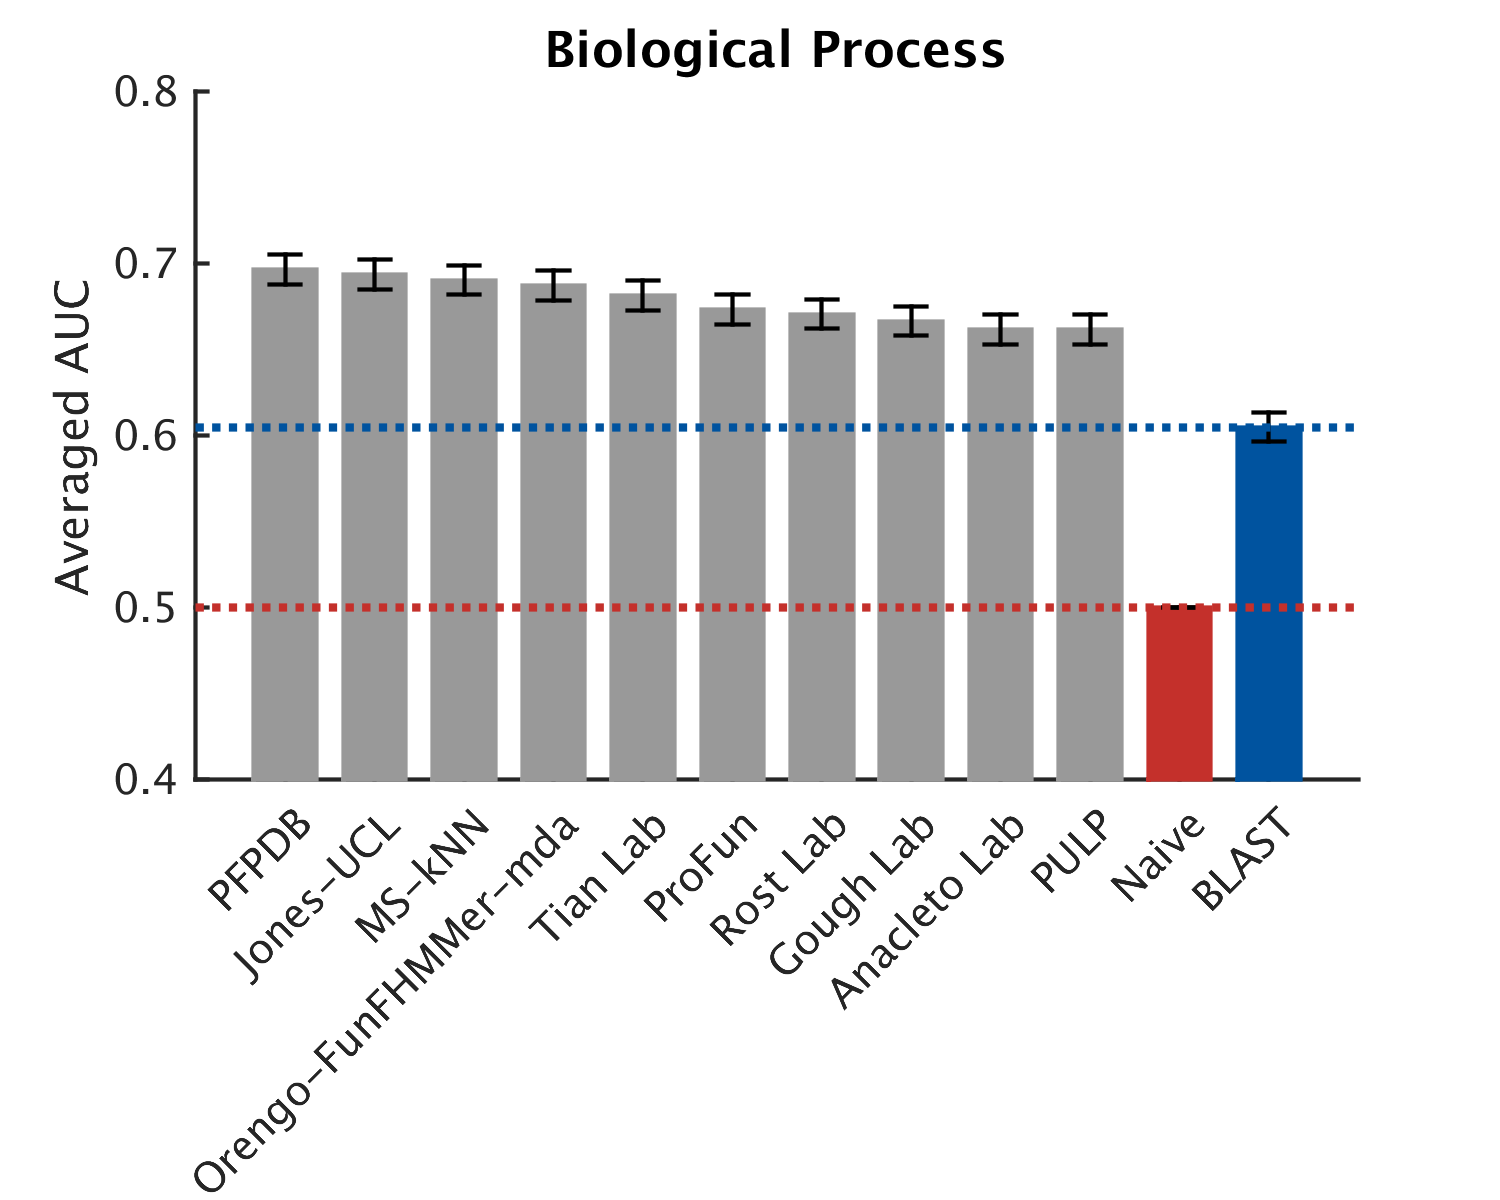 Biological Process
0.8
0.7
0.6
0.5
0.4
Averaged AUC
PFPDB
Jones-UCL
MS-kNN
Orengo-FunFHMMer-mda
Tian Lab
ProFun
Rost Lab
Gough Lab
Anacleto Lab
PULP
Naive
BLAST